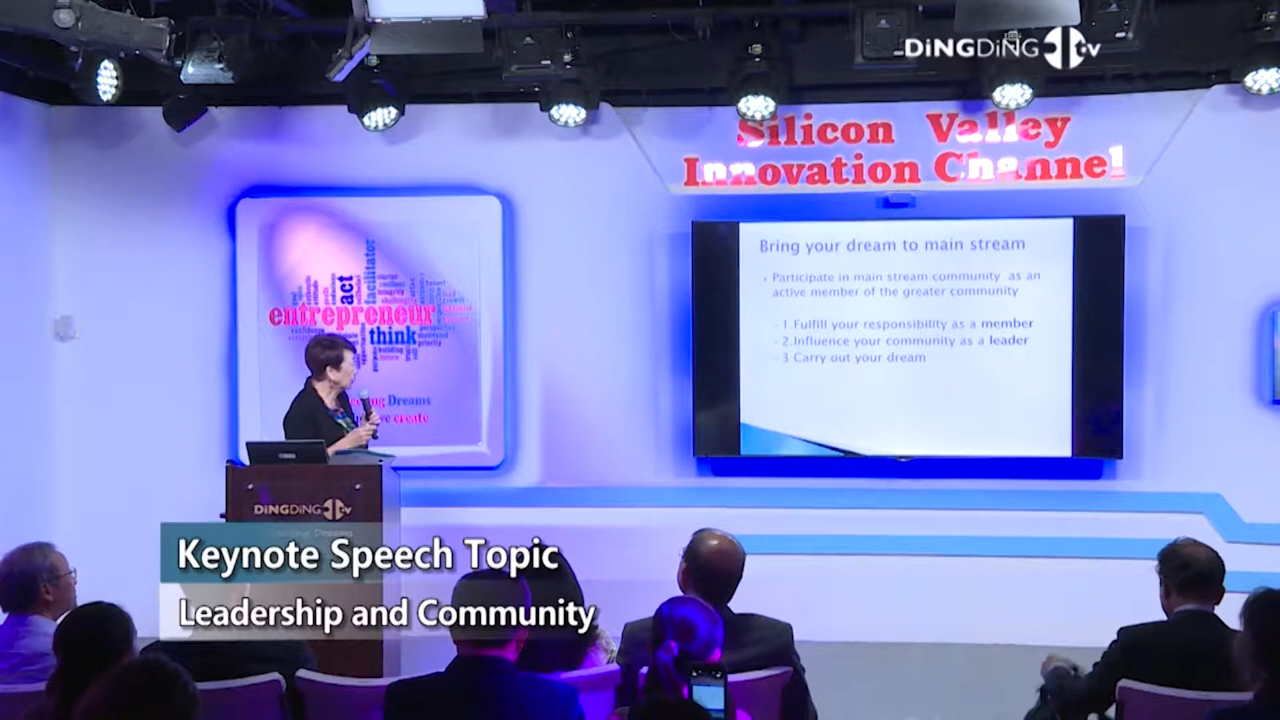 DiNGDiNG tv
Silicon Valley
Innovation Channel
Bring your dream to main stream
Participate in main stream community as an
active member of the greater community
1.Fulfill your responsibility as a member
2.Influence your community as a leader
3 Carry out your dream
act
facilitator
entrepreneur
think
building
priority
Dreams
create
DiNGDiNG tv
Keynote Speech Topic
Leadership and Community